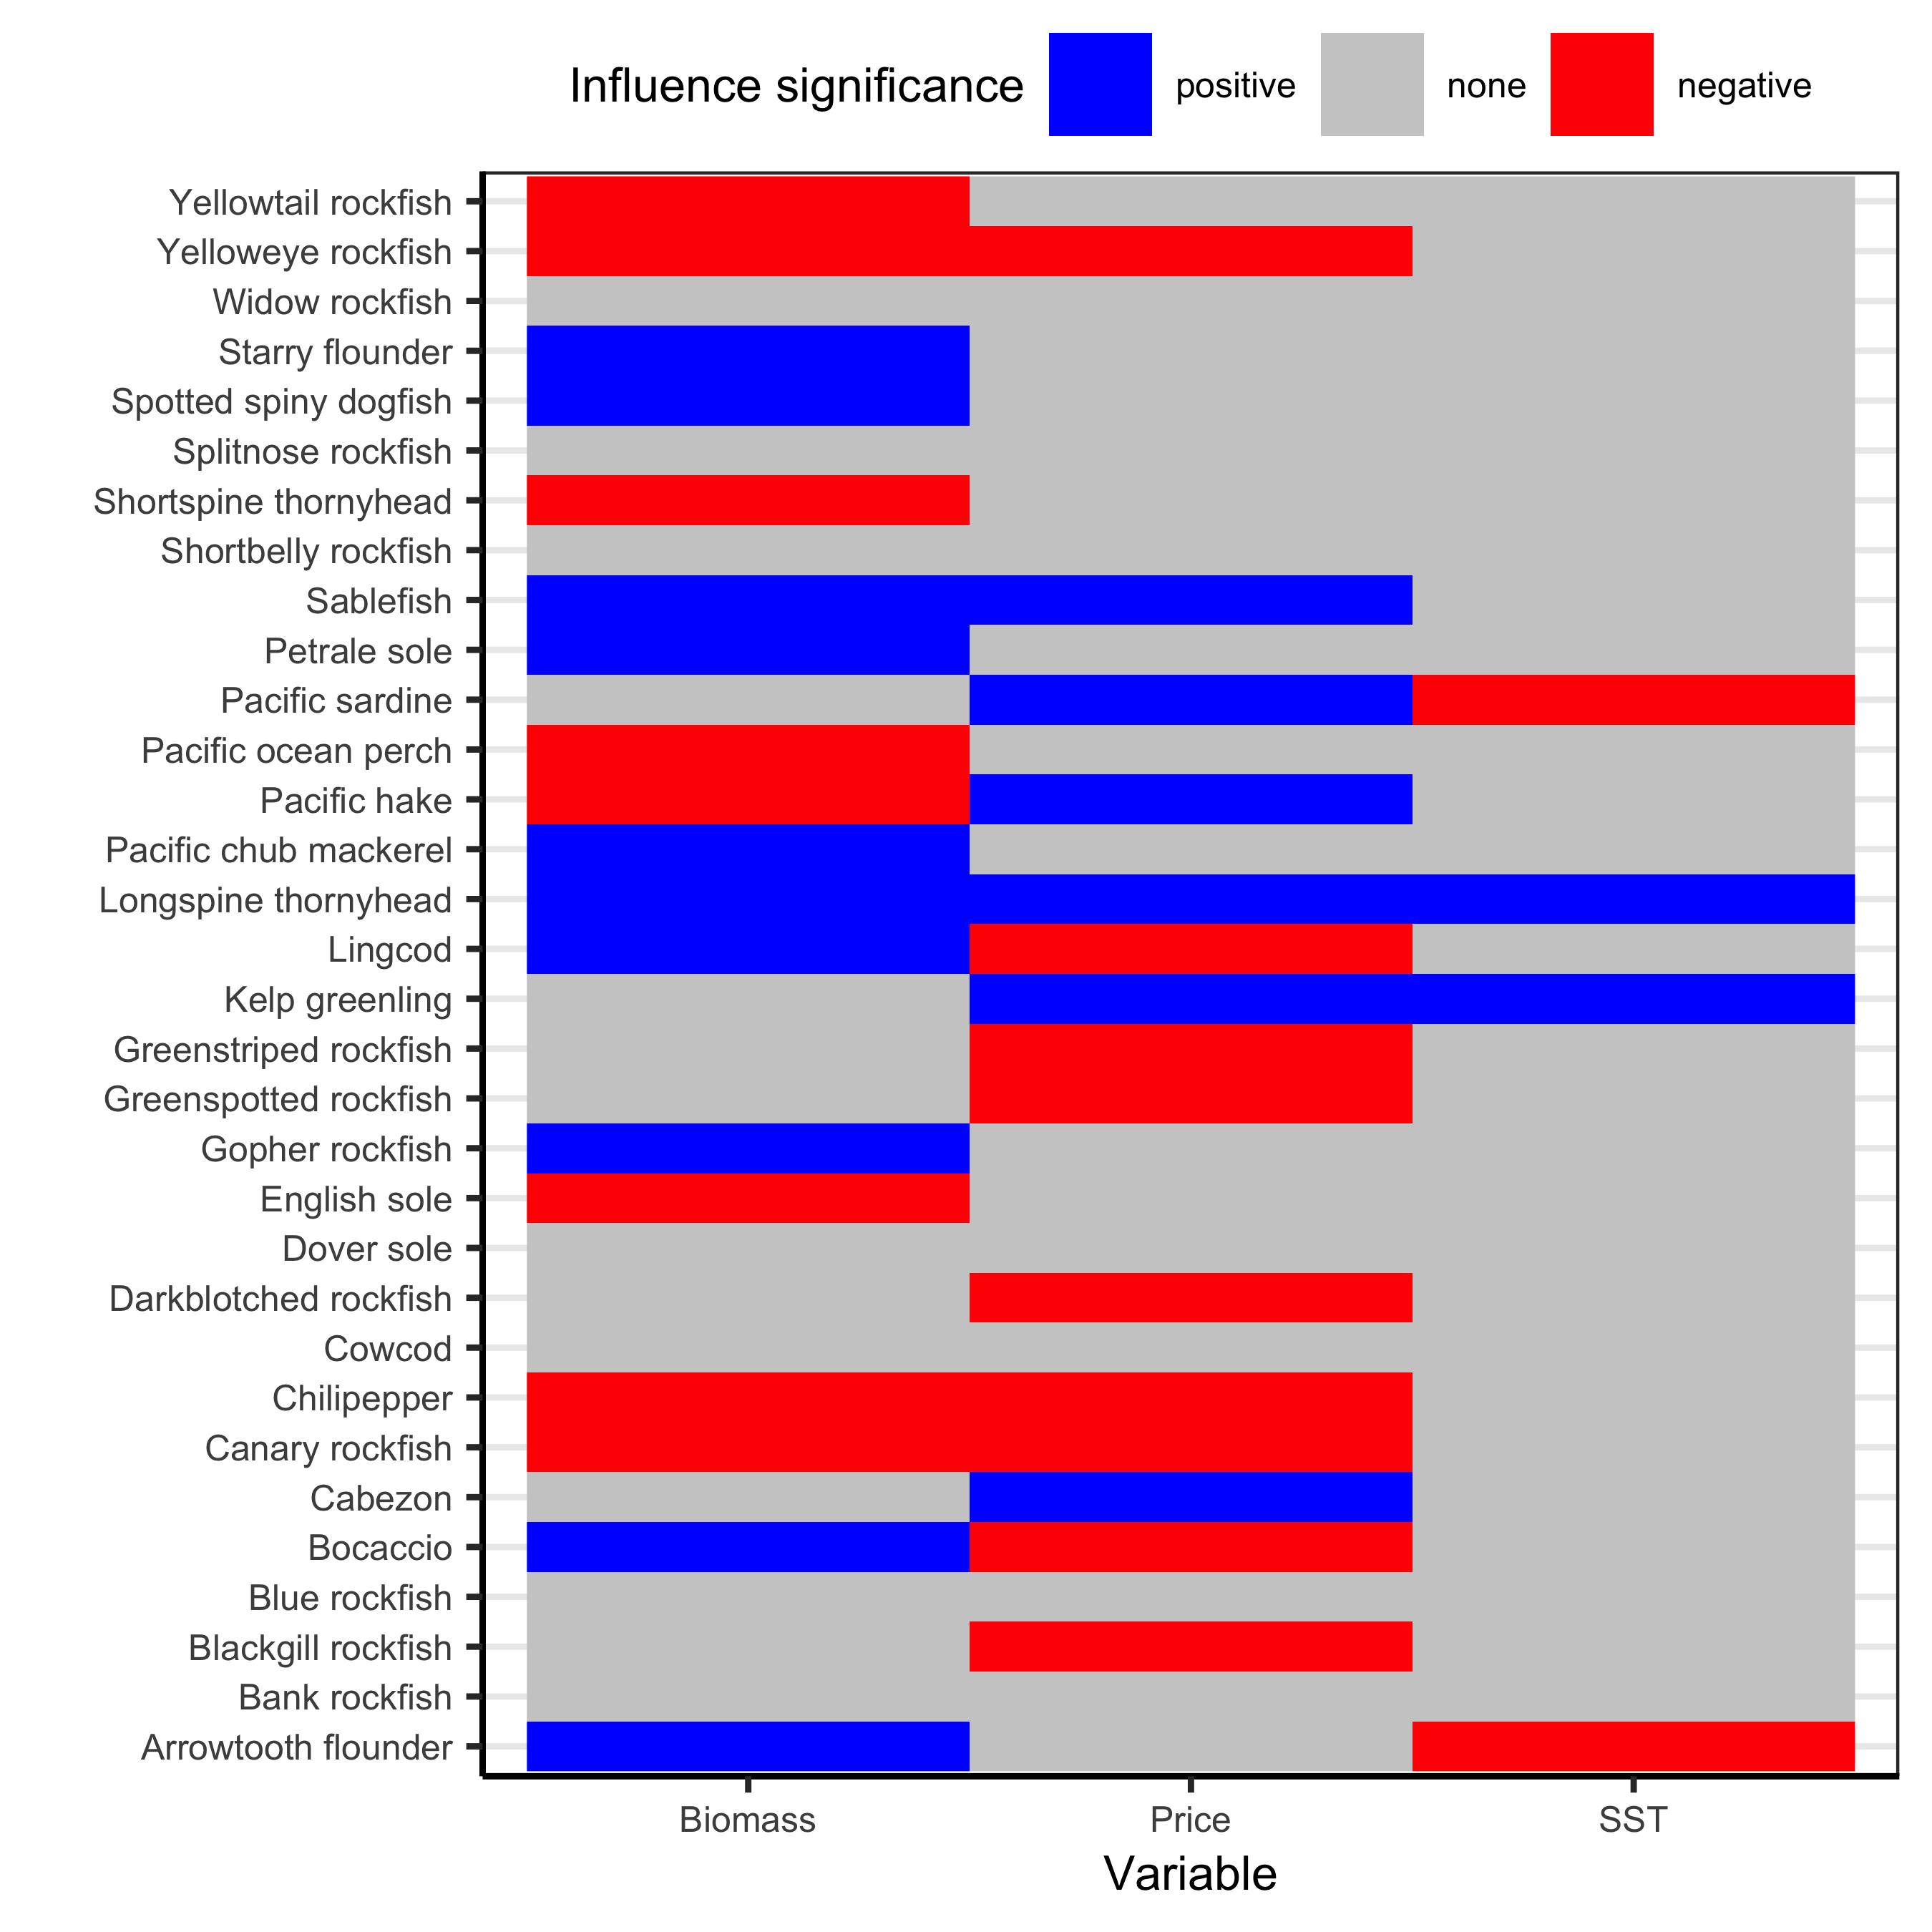 Influence significance positive none negative
Yellowtail rockfish
Yelloweye rockfish
Widow rockfish
Starry flounder
Spotted spiny dogfish
Splitnose rockfish
Shortspine thornyhead
Shortbelly rockfish
Sablefish
Petrale sole
Pacific sardine
Pacific ocean perch
Pacific hake
Pacific chub mackerel
Longspine thornyhead
Lingcod
Kelp greenling
Greenstriped rockfish
Greenspotted rockfish
Gopher rockfish
English sole
Dover sole
Darkblotched rockfish
Cowcod
Chilipepper
Canary rockfish
Cabezon
Bocaccio
Blue rockfish
Blackgill rockfish
Bank rockfish
Arrowtooth flounder
Biomass Price SST
Variable